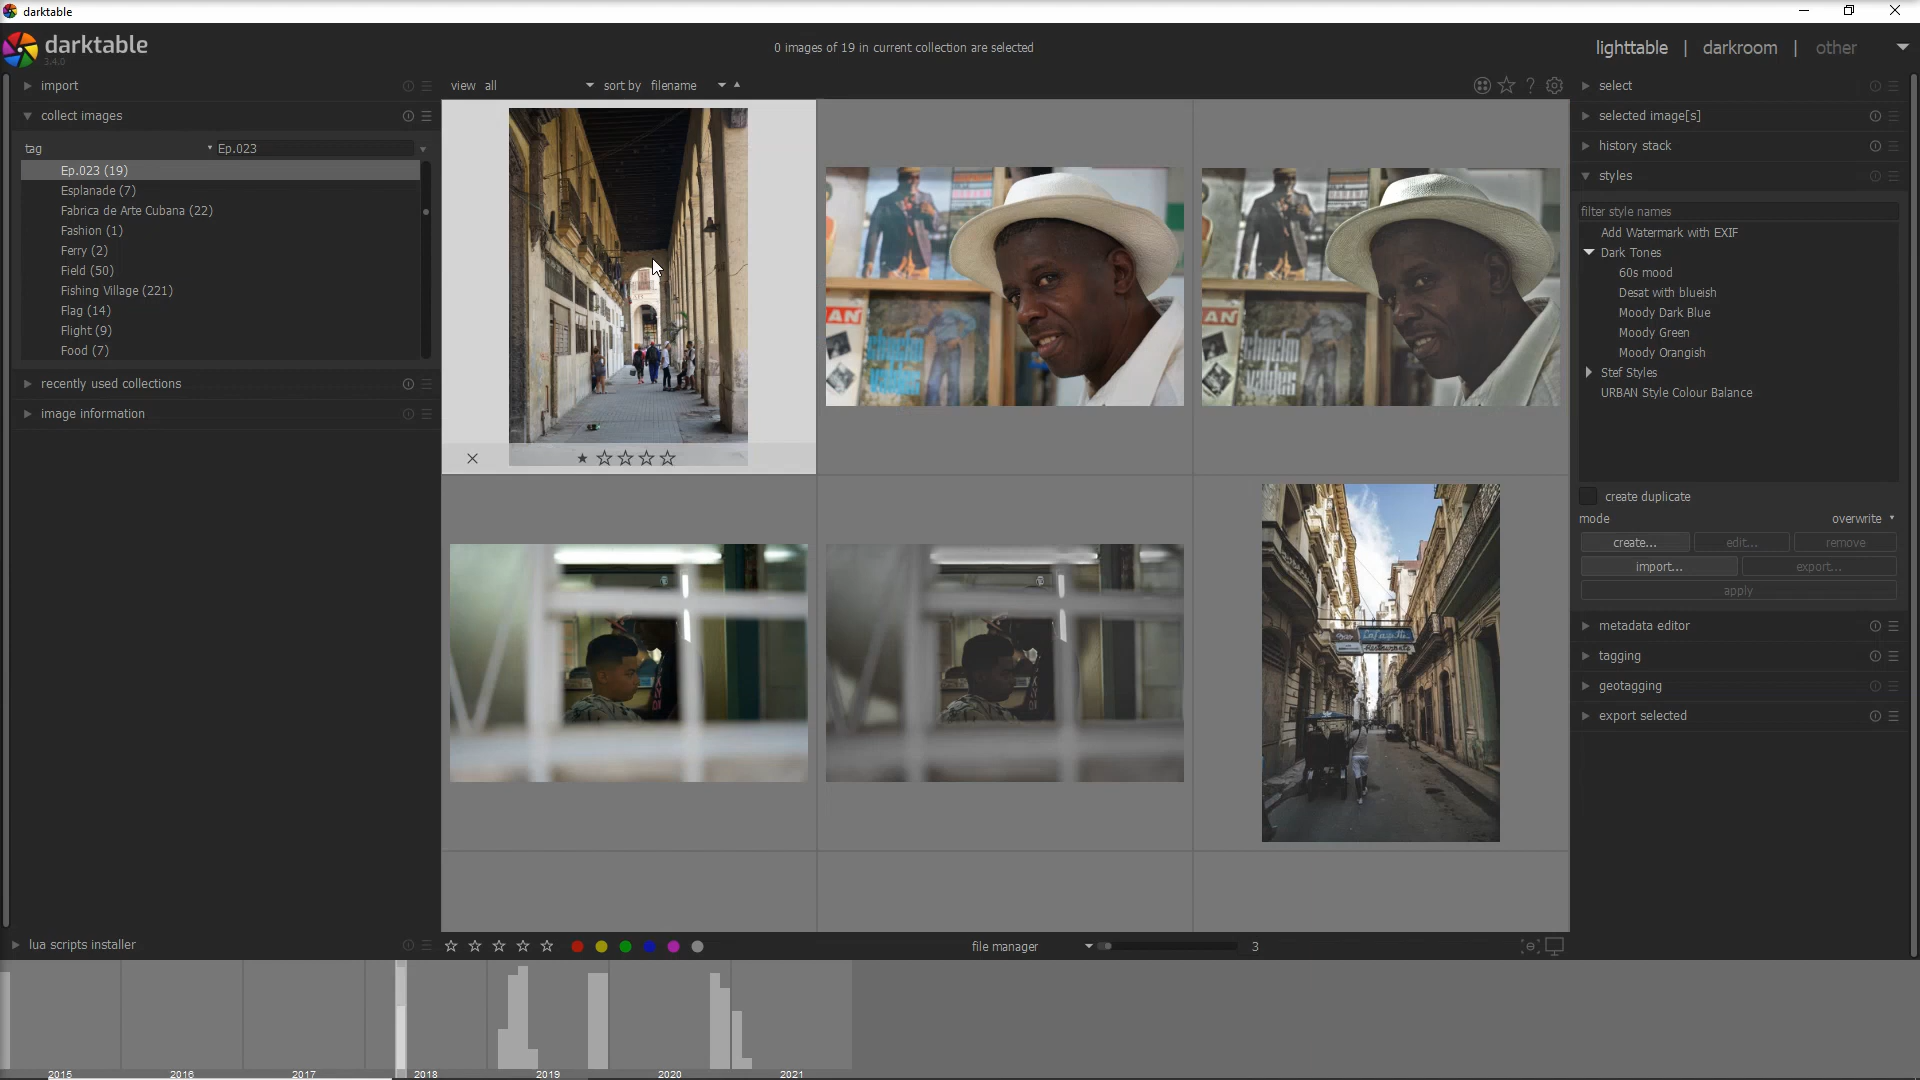 darktable
darktable
3.4.0
0 images of 19 in current collection are selected
lighttable | darkroom | other
import
view all
sort by filename
select
collect images
selected image[s]
tag
Ep.023
history stack
Ep.023 (19)
styles
Esplanade (7)
Fabrica de Arte Cubana (22)
Fashion (1)
Ferry (2)
Field (50)
Fishing Village (221)
Flag (14)
Flight (9)
Food (7)
filter style names
Add Watermark with EXIF
Dark Tones
60s mood
Desat with blueish
Moody Dark Blue
Moody Green
Moody Orangish
Stef Styles
URBAN Style Colour Balance
recently used collections
image information
create duplicate
mode
overwrite
create...
edit...
remove
import...
export...
apply
metadata editor
tagging
geotagging
export selected
lua scripts installer
file manager
3
2015
2016
2017
2018
2019
2020
2021